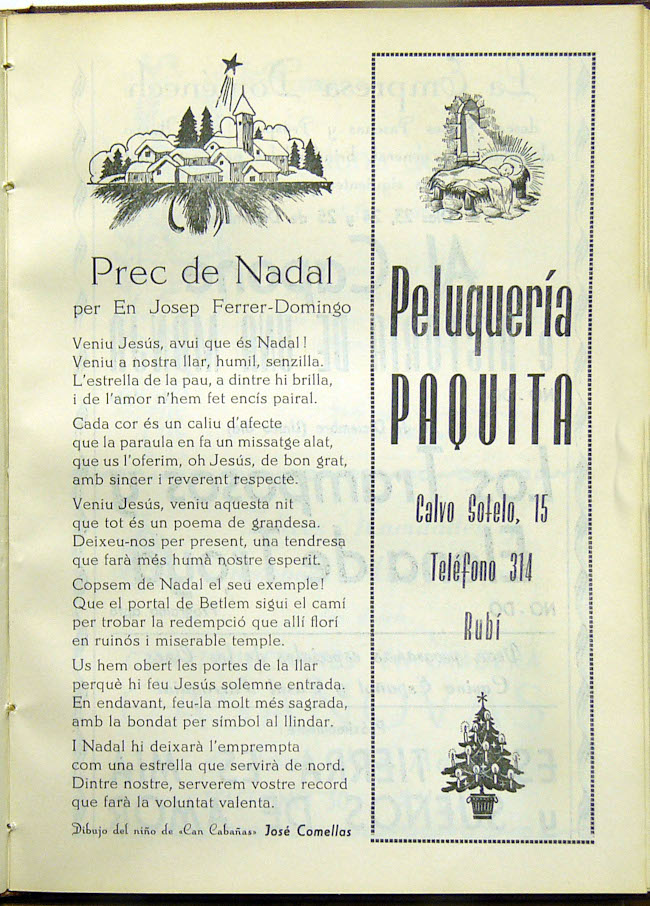 Prec de Nadal
per En Josep Ferrer-Domingo
Veniu Jesús, avui que és Nadal!
Veniu a nostra llar, humil, senzilla.
L'estrella de la pau, a dintre hi brilla,
i de l'amor n'hem fet encís pairal.
Cada cor és un caliu d'afecte
que la paraula en fa un missatge alat,
que us l'oferim, oh Jesús, de bon grat,
amb sincer i reverent respecte.
Veniu Jesús, veniu aquesta nit
que tot és un poema de grandesa.
Deixeu-nos per present, una tendresa
que farà més humà nostre esperit.
Copsem de Nadal el seu exemple!
Que el portal de Betlem sigui el camí
per trobar la redempció que allí florí
en ruinós i miserable temple.
Us hem obert les portes de la llar
perquè hi feu Jesús solemne entrada.
En endavant, feu-la molt més sagrada,
amb la bondat per símbol al llindar.
I Nadal hi deixarà l'emprempta
com una estrella que servirà de nord.
Dintre nostre, serverem vostre record
que farà la voluntat valenta.
Dibujo del niño de «Can Cabañas» José Comellas
Peluquería
PAQUITA
Calvo Sotelo, 15
Teléfono 314
Rubí